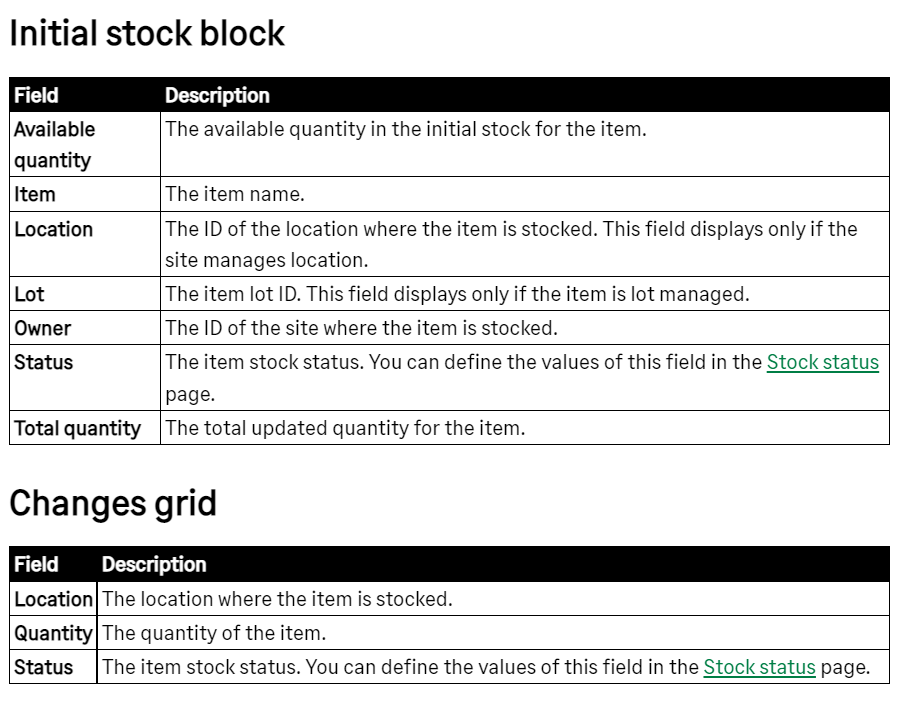 Initial stock block
Field Description
Available The available quantity in the initial stock for the item.
quantity
Item The item name.
Location The ID of the location where the item is stocked. This field displays only if the
site manages location.
Lot The item lot ID. This field displays only if the item is lot managed.
Owner The ID of the site where the item is stocked.
Status The item stock status. You can define the values of this field in the Stock status
page.
Total quantity The total updated quantity for the item.
Changes grid
Field Description
Location The location where the item is stocked.
Quantity The quantity of the item.
Status The item stock status. You can define the values of this field in the Stock status page.